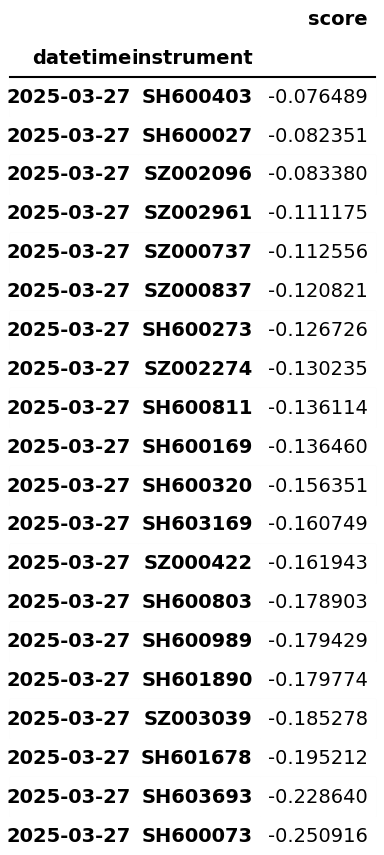 score
datetime instrument
2025-03-27 SH600403 -0.076489
2025-03-27 SH600027 -0.082351
2025-03-27 SZ002096 -0.083380
2025-03-27 SZ002961 -0.111175
2025-03-27 SZ000737 -0.112556
2025-03-27 SZ000837 -0.120821
2025-03-27 SH600273 -0.126726
2025-03-27 SZ002274 -0.130235
2025-03-27 SH600811 -0.136114
2025-03-27 SH600169 -0.136460
2025-03-27 SH600320 -0.156351
2025-03-27 SH603169 -0.160749
2025-03-27 SZ000422 -0.161943
2025-03-27 SH600803 -0.178903
2025-03-27 SH600989 -0.179429
2025-03-27 SH601890 -0.179774
2025-03-27 SZ003039 -0.185278
2025-03-27 SH601678 -0.195212
2025-03-27 SH603693 -0.228640
2025-03-27 SH600073 -0.250916